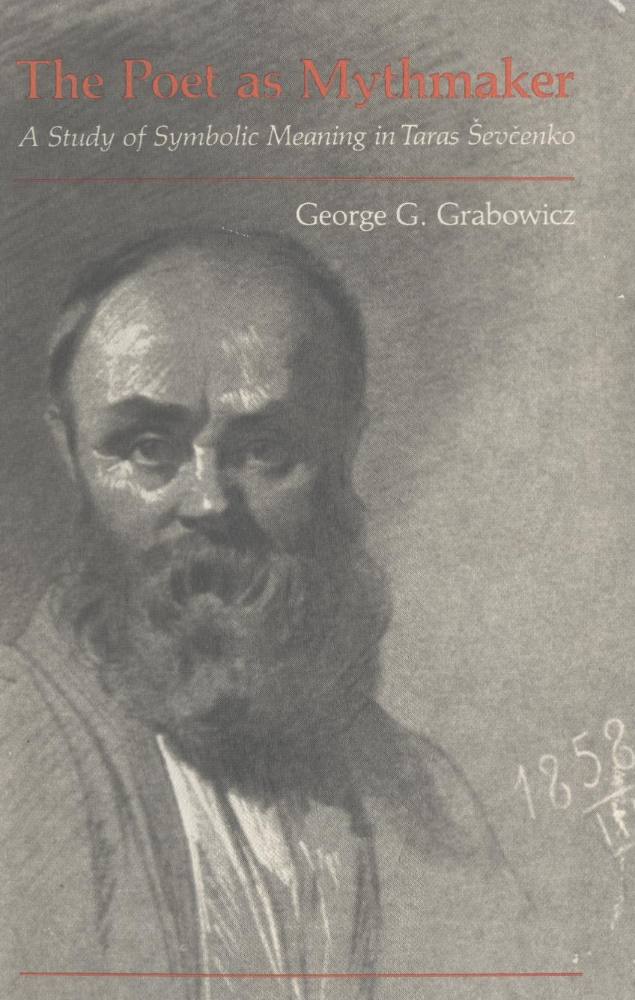 The Poet as Mythmaker
A Study of Symbolic Meaning in Taras Ševčenko
George G. Grabowicz
1858